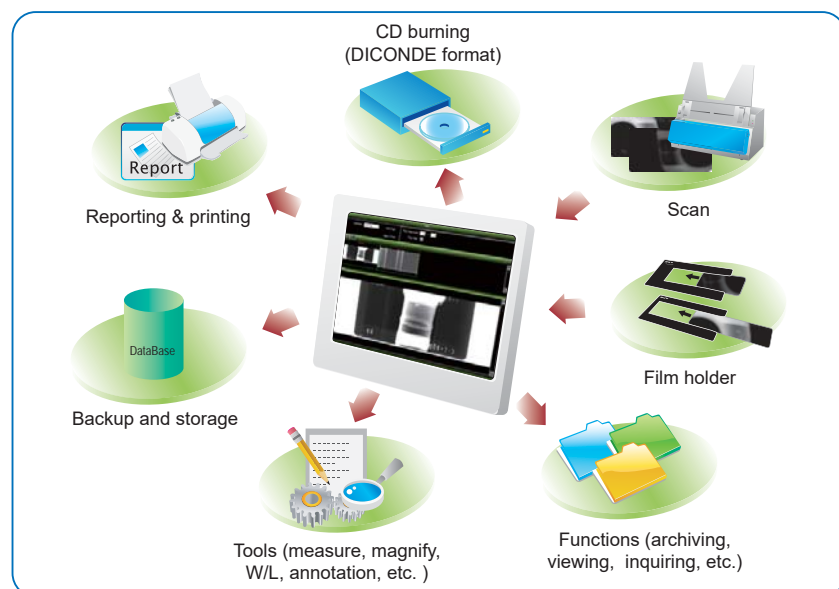 CD burning
(DICONDE format)
Report
Reporting & printing
Scan
DataBase
Backup and storage
Film holder
Tools (measure, magnify,
W/L, annotation, etc. )
Functions (archiving,
viewing, inquiring, etc.)